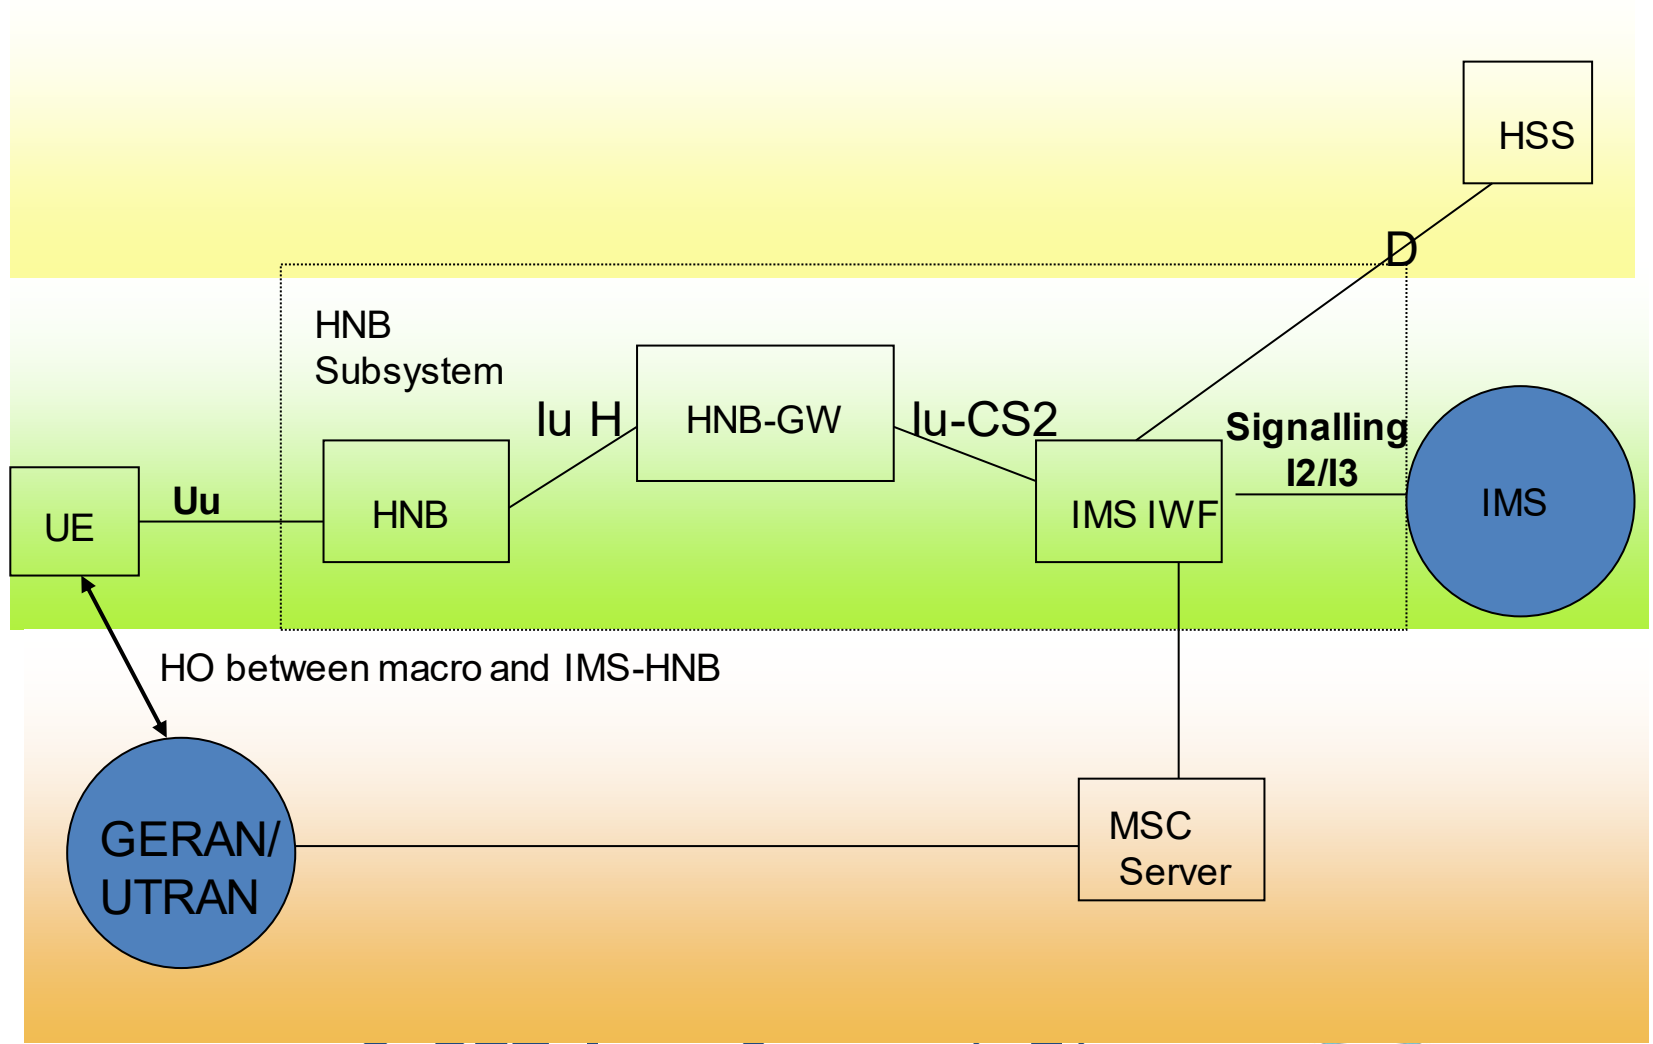 HSS
D
HNB
Subsystem
Iu H
HNB-GW
Iu-CS2
Signalling
I2/I3
Uu
UE
HNB
IMS IWF
IMS
HO between macro and IMS-HNB
GERAN/
UTRAN
MSC
Server